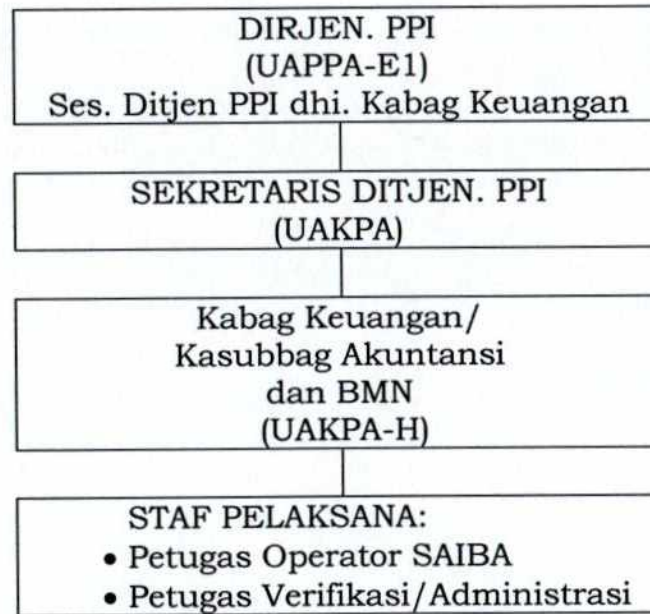 DIRJEN. PPI
(UAPPA-E1)
Ses. Ditjen PPI dhi. Kabag Keuangan
SEKRETARIS DITJEN. PPI
(UAKPA)
Kabag Keuangan/
Kasubbag Akuntansi
dan BMN
(UAKPA-H)
STAF PELAKSANA:
• Petugas Operator SAIBA
• Petugas Verifikasi/Administrasi